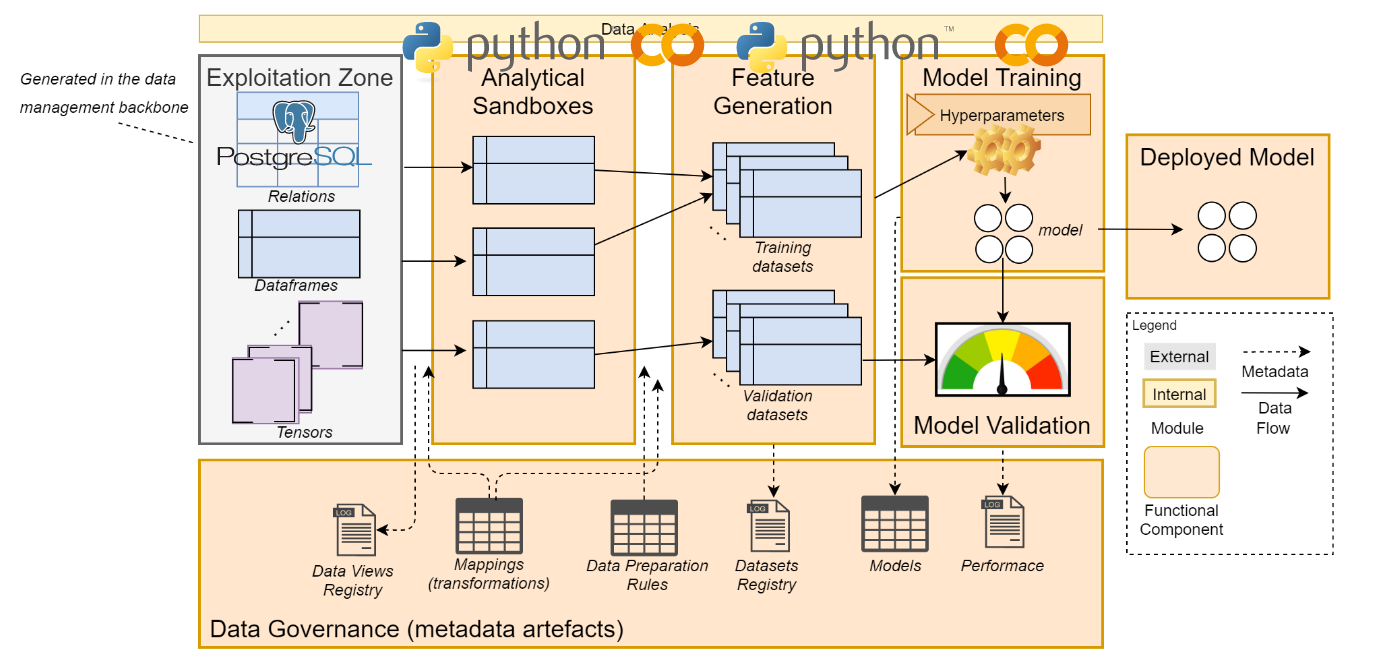 Data Analysis
python
python
TM
Generated in the data
management backbone
Exploitation Zone
PostgreSQL
Relations
Dataframes
Tensors
Analytical
Sandboxes
Feature
Generation
Training
datasets
Validation
datasets
Model Training
Hyperparameters
model
Model Validation
Deployed Model
Legend
External
Internal
Module
Metadata
Data
Flow
Functional
Component
LOG
Data Views
Registry
Mappings
(transformations)
Data Preparation
Rules
LOG
Datasets
Registry
Models
LOG
Performace
Data Governance (metadata artefacts)